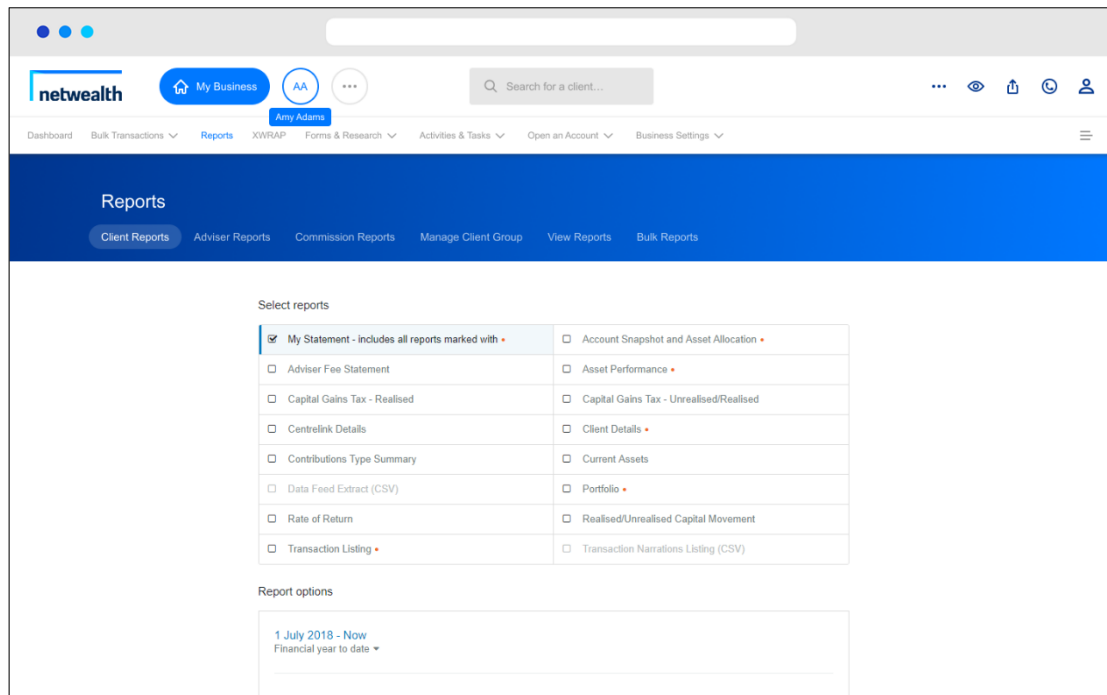 netwealth
My Business
AA
Search for a client...
Amy Adams
Dashboard Bulk Transactions Reports XWRAP Forms & Research Activities & Tasks Open an Account Business Settings
Reports
Client Reports Adviser Reports Commission Reports Manage Client Group View Reports Bulk Reports
Select reports
My Statement - includes all reports marked with • Account Snapshot and Asset Allocation •
Adviser Fee Statement Asset Performance •
Capital Gains Tax - Realised Capital Gains Tax - Unrealised/Realised
Centrelink Details Client Details •
Contributions Type Summary Current Assets
Data Feed Extract (CSV) Portfolio •
Rate of Return Realised/Unrealised Capital Movement
Transaction Listing • Transaction Narrations Listing (CSV)
Report options
1 July 2018 - Now
Financial year to date